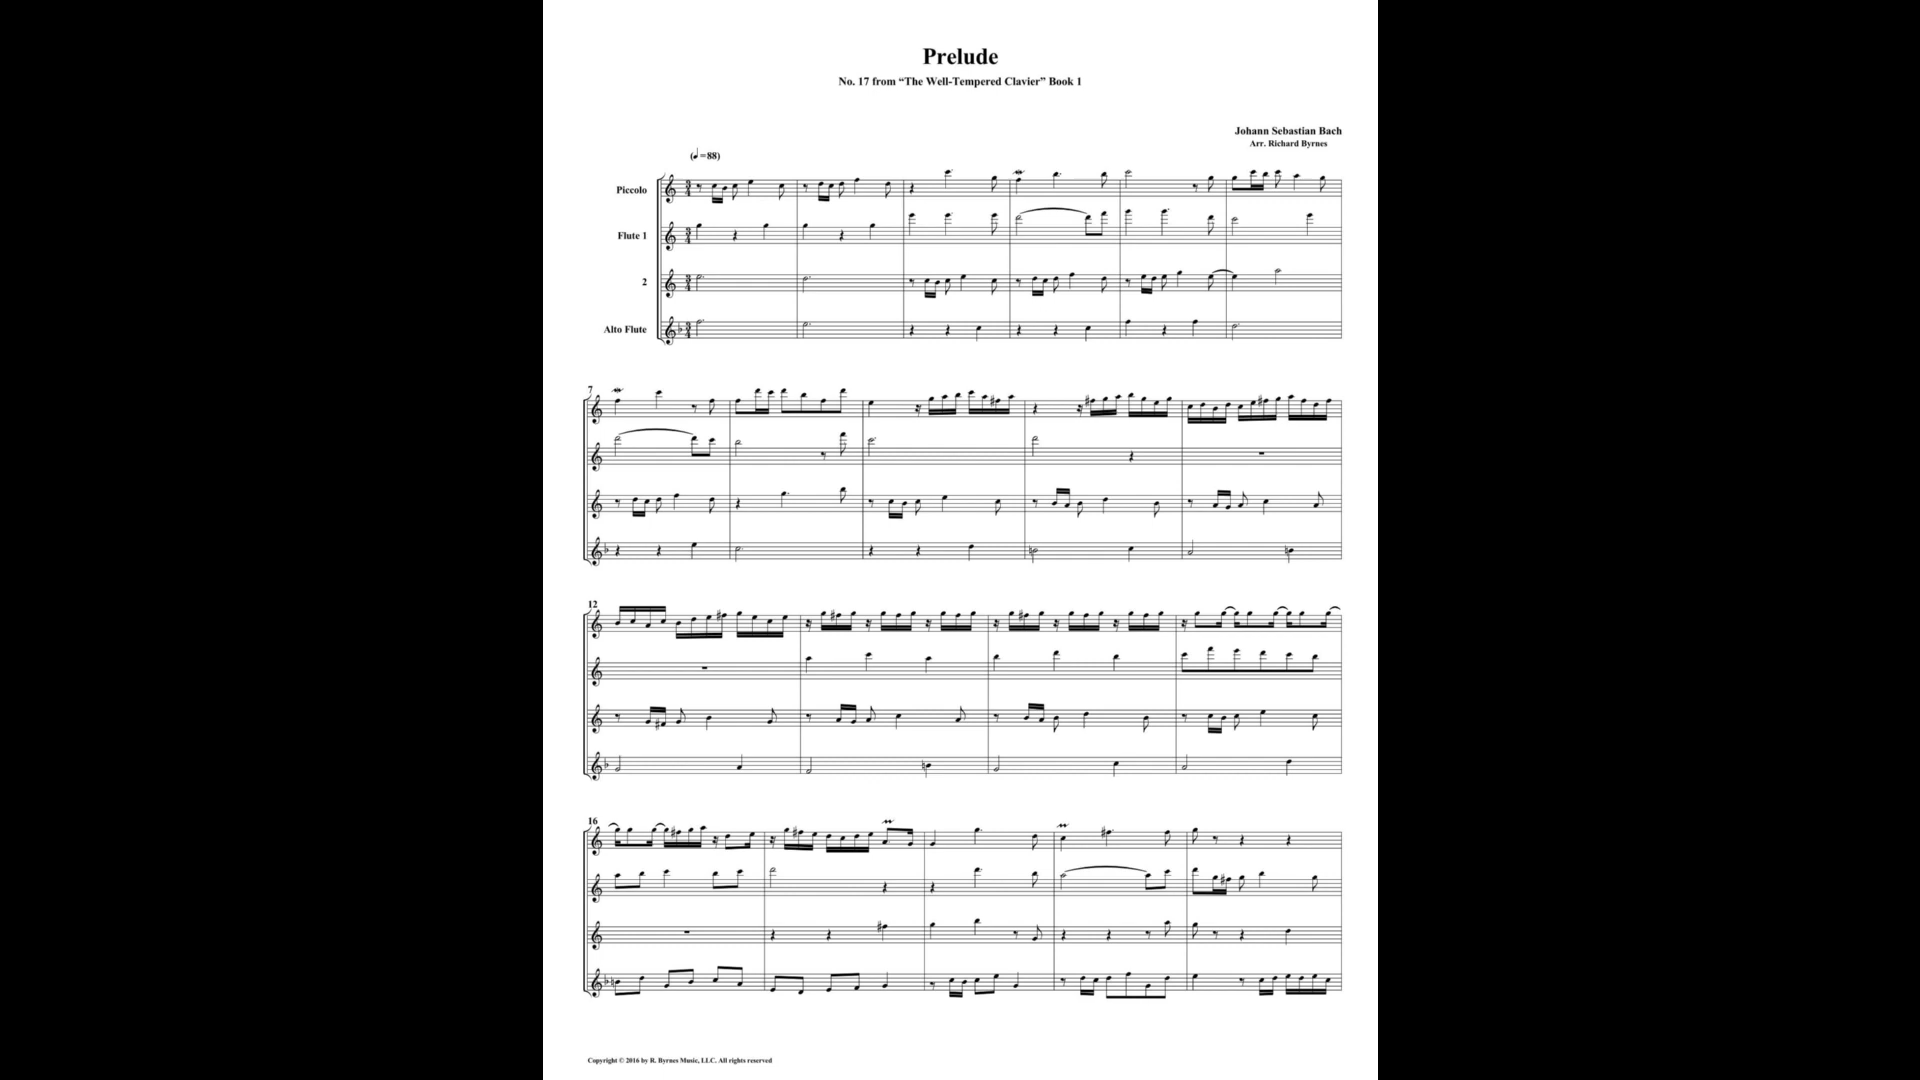 Prelude
No. 17 from “The Well-Tempered Clavier” Book 1
Johann Sebastian Bach
Arr. Richard Byrnes
(♩=88)
Piccolo
Flute 1
2
Alto Flute
7
12
16
Copyright © 2016 by R. Byrnes Music, LLC. All rights reserved